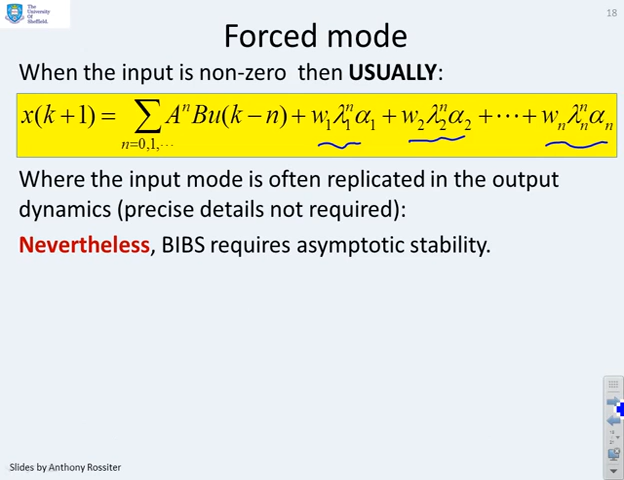 The
University
Of
Sheffield.
18
Forced mode
When the input is non-zero then USUALLY:
x(k + 1) = ∑ AⁿBu(k − n) + w₁λ₁ⁿα₁ + w₂λ₂ⁿα₂ + ⋯ + wₙλₙⁿαₙ
n=0,1,⋯
Where the input mode is often replicated in the output
dynamics (precise details not required):
Nevertheless, BIBS requires asymptotic stability.
Slides by Anthony Rossiter